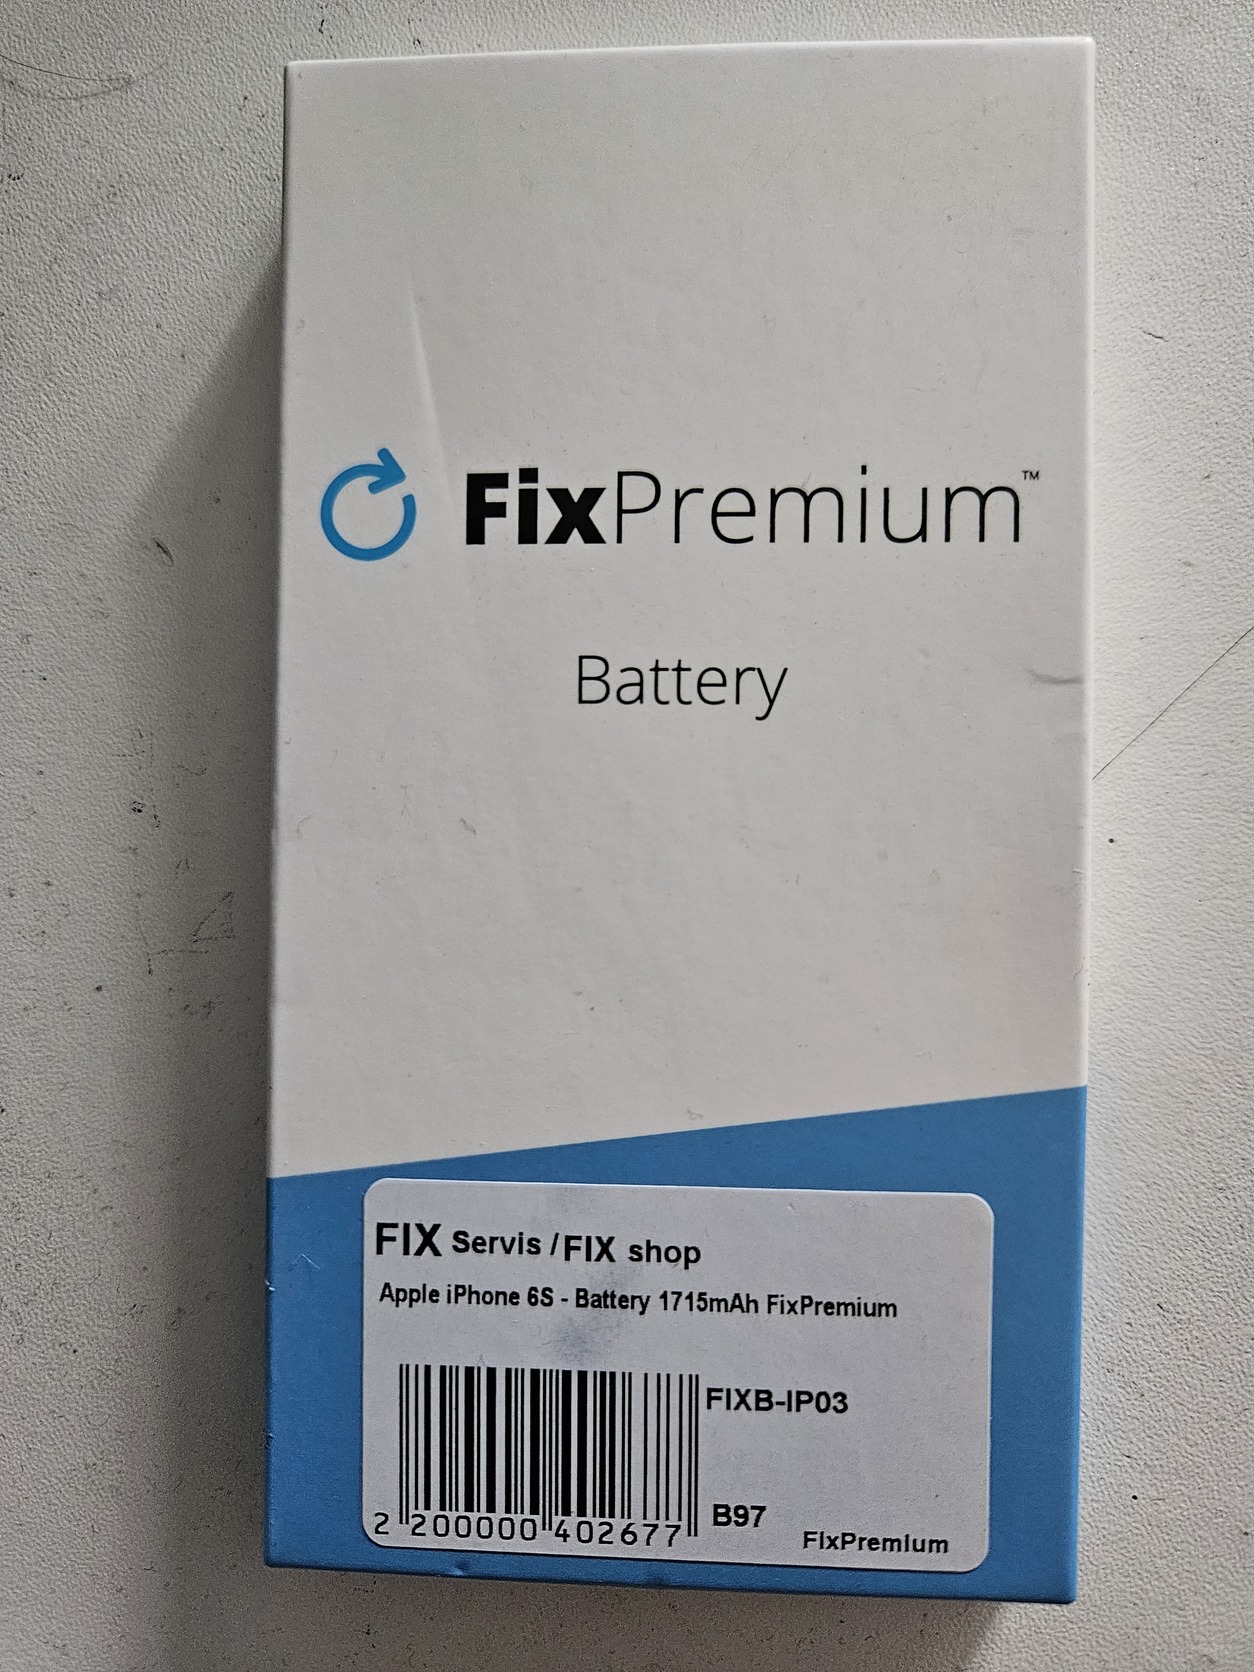 FixPremium™
Battery
FIX Servis / FIX shop
Apple iPhone 6S - Battery 1715mAh FixPremium
FIXB-IP03
B97
2 200000 402677
FixPremium